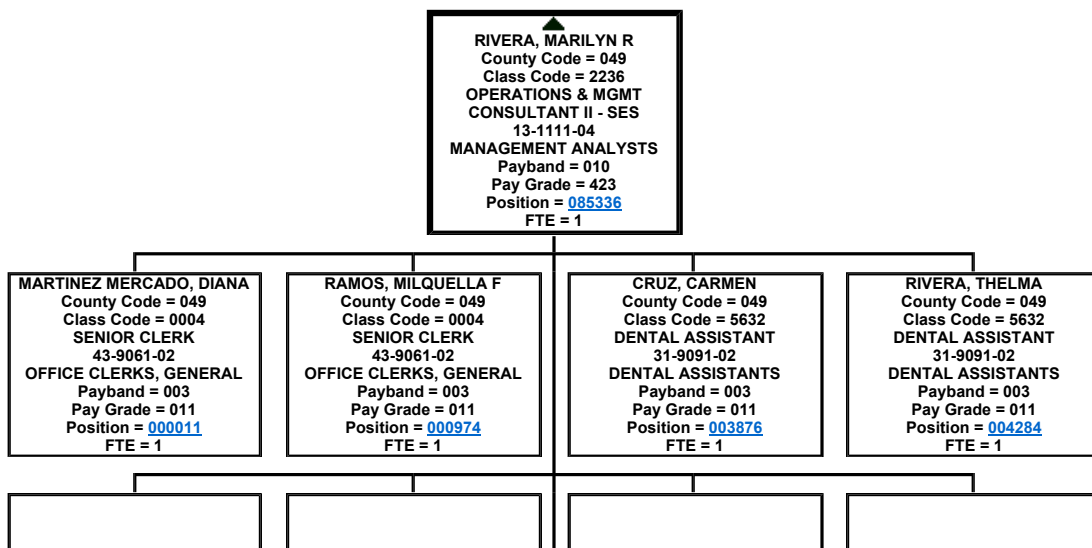 RIVERA, MARILYN R
County Code = 049
Class Code = 2236
OPERATIONS & MGMT
CONSULTANT II - SES
13-1111-04
MANAGEMENT ANALYSTS
Payband = 010
Pay Grade = 423
Position = 085336
FTE = 1
MARTINEZ MERCADO, DIANA
County Code = 049
Class Code = 0004
SENIOR CLERK
43-9061-02
OFFICE CLERKS, GENERAL
Payband = 003
Pay Grade = 011
Position = 000011
FTE = 1
RAMOS, MILQUELLA F
County Code = 049
Class Code = 0004
SENIOR CLERK
43-9061-02
OFFICE CLERKS, GENERAL
Payband = 003
Pay Grade = 011
Position = 000974
FTE = 1
CRUZ, CARMEN
County Code = 049
Class Code = 5632
DENTAL ASSISTANT
31-9091-02
DENTAL ASSISTANTS
Payband = 003
Pay Grade = 011
Position = 003876
FTE = 1
RIVERA, THELMA
County Code = 049
Class Code = 5632
DENTAL ASSISTANT
31-9091-02
DENTAL ASSISTANTS
Payband = 003
Pay Grade = 011
Position = 004284
FTE = 1